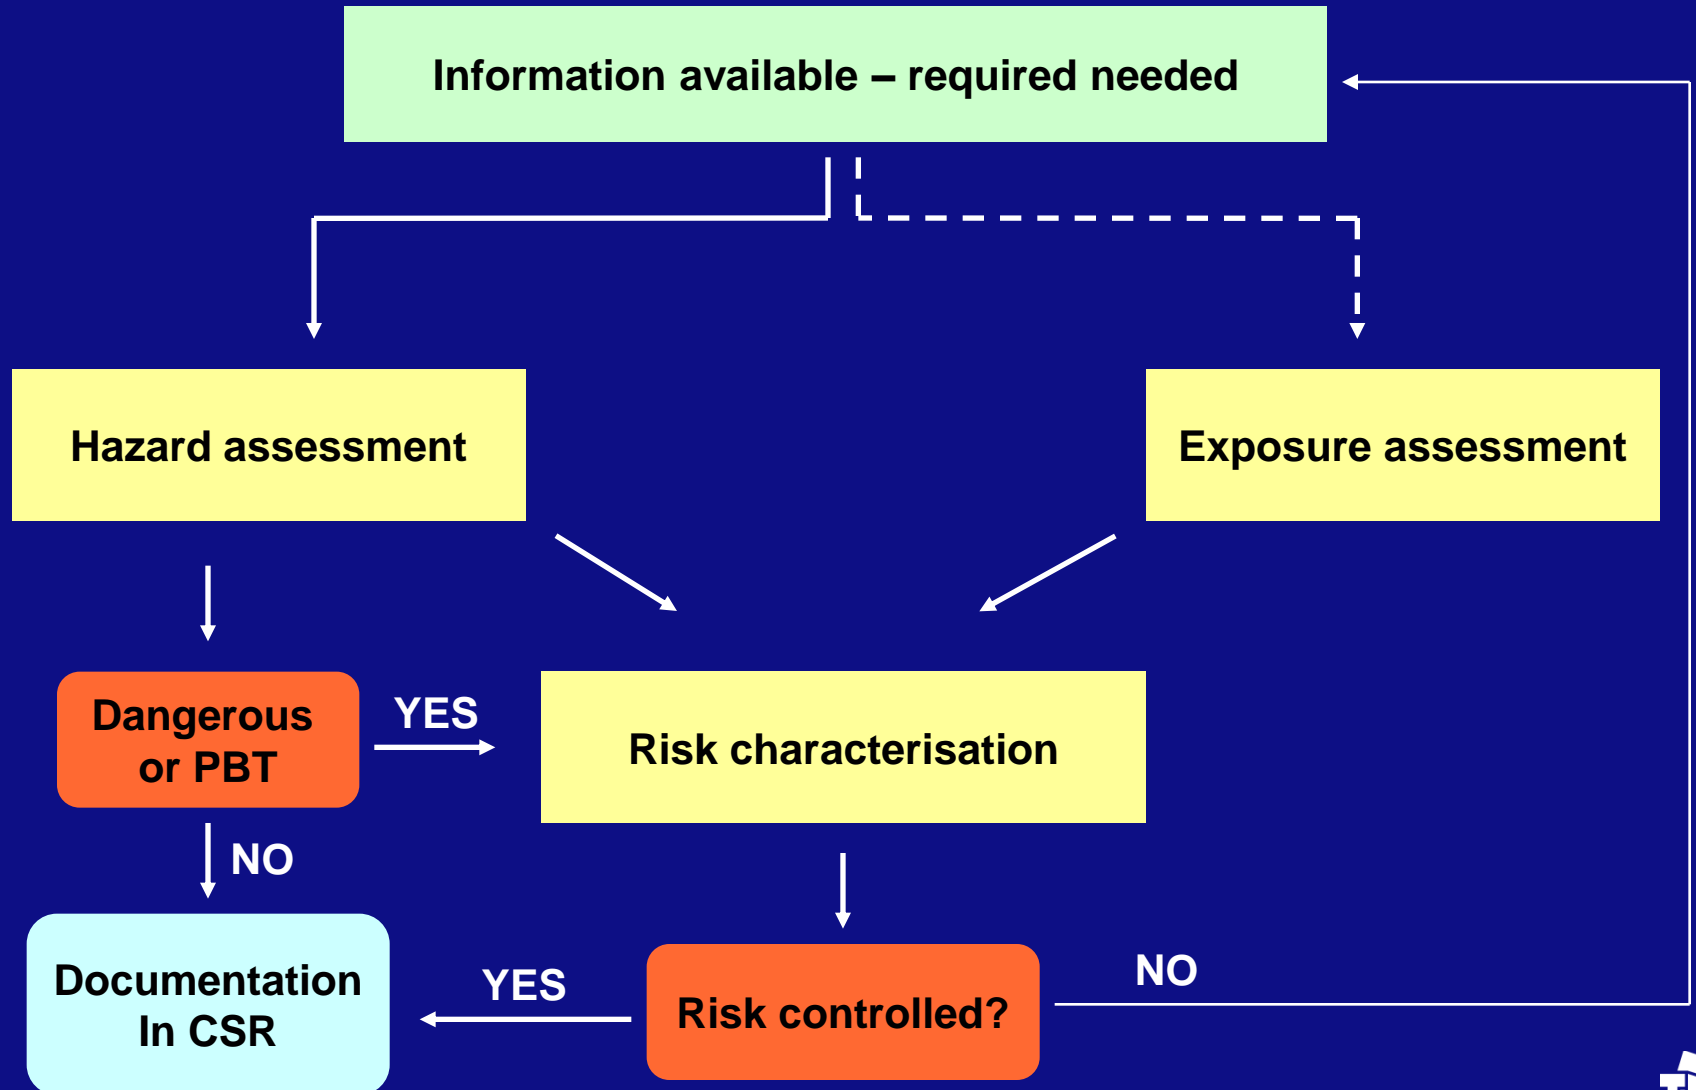 Information available – required needed
Hazard assessment
Exposure assessment
Dangerous
or PBT
YES
Risk characterisation
NO
Documentation
In CSR
YES
Risk controlled?
NO